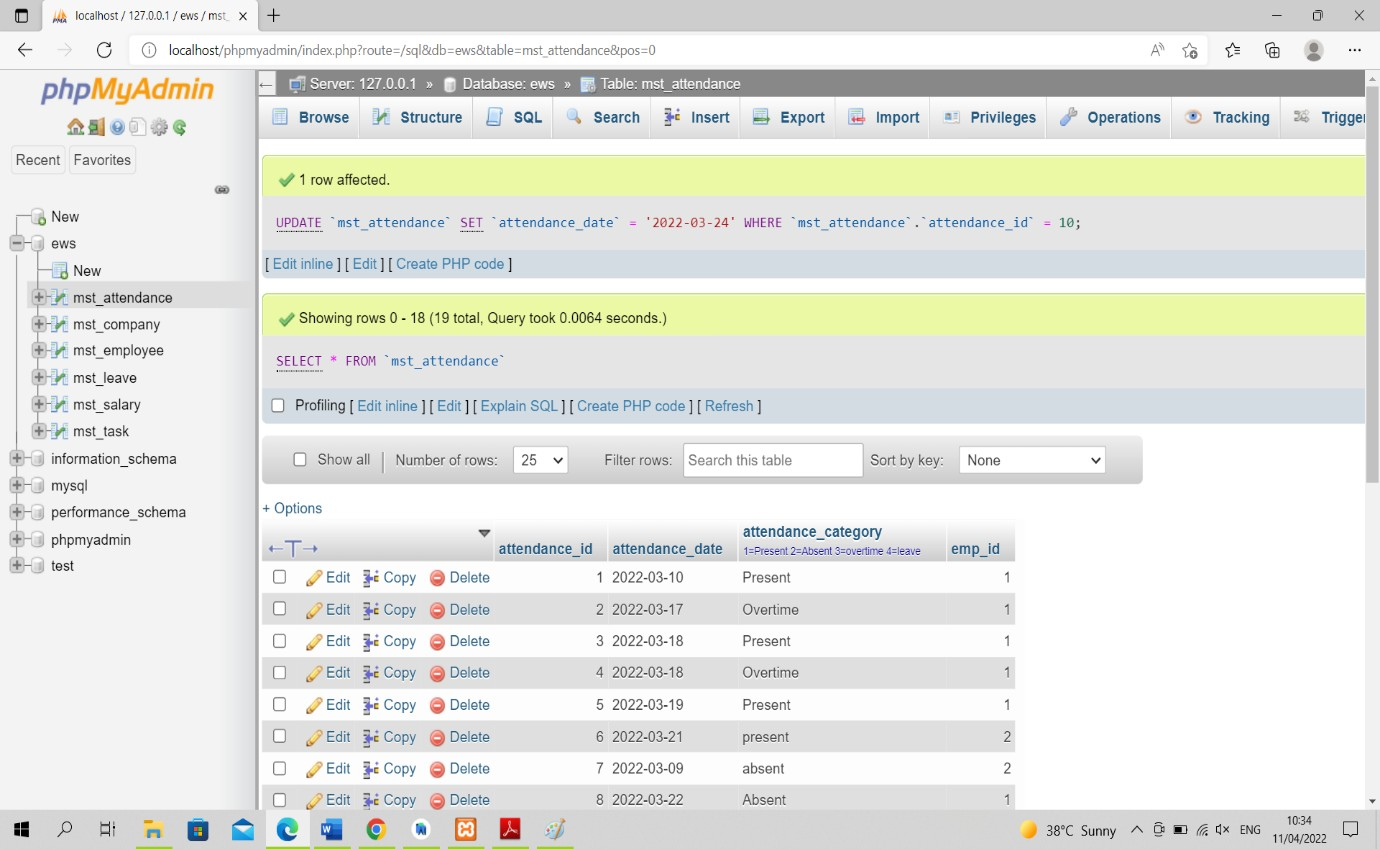 localhost / 127.0.0.1 / ews / mst_
localhost/phpmyadmin/index.php?route=/sql&db=ews&table=mst_attendance&pos=0
phpMyAdmin
Recent Favorites
New
ews
New
mst_attendance
mst_company
mst_employee
mst_leave
mst_salary
mst_task
information_schema
mysql
performance_schema
phpmyadmin
test
Server: 127.0.0.1 » Database: ews » Table: mst_attendance
Browse Structure SQL Search Insert Export Import Privileges Operations Tracking Trigger
1 row affected.
UPDATE `mst_attendance` SET `attendance_date` = '2022-03-24' WHERE `mst_attendance`.`attendance_id` = 10;
[ Edit inline ] [ Edit ] [ Create PHP code ]
Showing rows 0 - 18 (19 total, Query took 0.0064 seconds.)
SELECT * FROM `mst_attendance`
Profiling [ Edit inline ] [ Edit ] [ Explain SQL ] [ Create PHP code ] [ Refresh ]
Show all Number of rows: 25 Filter rows: Search this table Sort by key: None
+ Options
←T→ attendance_id attendance_date attendance_category emp_id
1=Present 2=Absent 3=overtime 4=leave
Edit Copy Delete 1 2022-03-10 Present 1
Edit Copy Delete 2 2022-03-17 Overtime 1
Edit Copy Delete 3 2022-03-18 Present 1
Edit Copy Delete 4 2022-03-18 Overtime 1
Edit Copy Delete 5 2022-03-19 Present 1
Edit Copy Delete 6 2022-03-21 present 2
Edit Copy Delete 7 2022-03-09 absent 2
Edit Copy Delete 8 2022-03-22 Absent 1
38°C Sunny ENG 10:34
11/04/2022